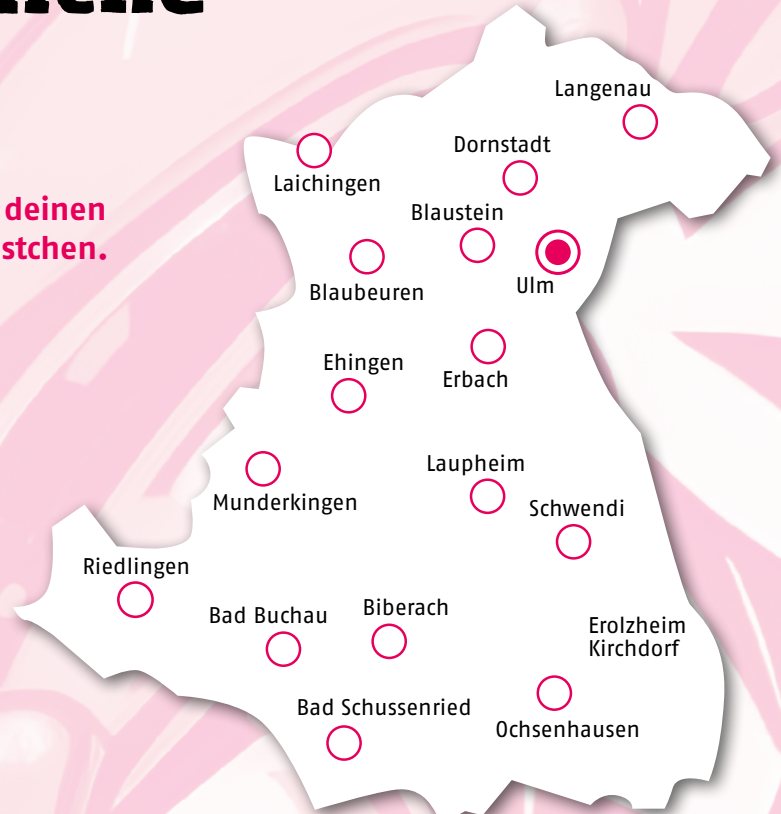 deinen
stchen.
Langenau
Dornstadt
Laichingen
Blaustein
Ulm
Blaubeuren
Ehingen
Erbach
Laupheim
Munderkingen
Schwendi
Riedlingen
Bad Buchau
Biberach
Erolzheim
Kirchdorf
Bad Schussenried
Ochsenhausen